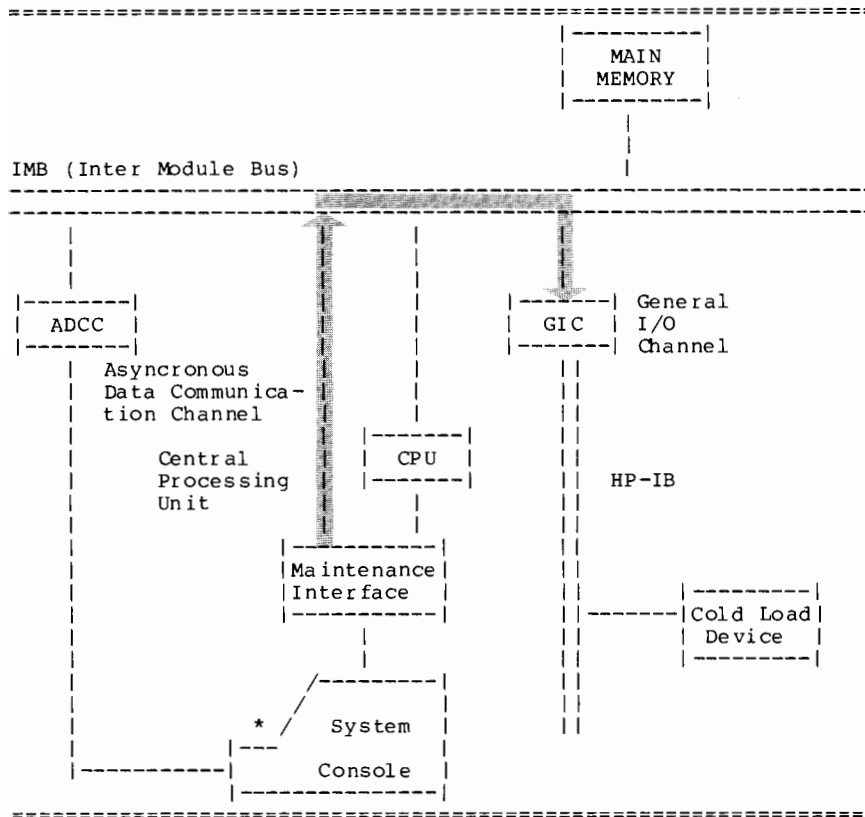 MAIN
MEMORY
IMB (Inter Module Bus)
ADCC
GIC
General
I/O
Channel
Asyncronous
Data Communica-
tion Channel
Central
Processing
Unit
CPU
HP-IB
Maintenance
Interface
Cold Load
Device
*
System
Console